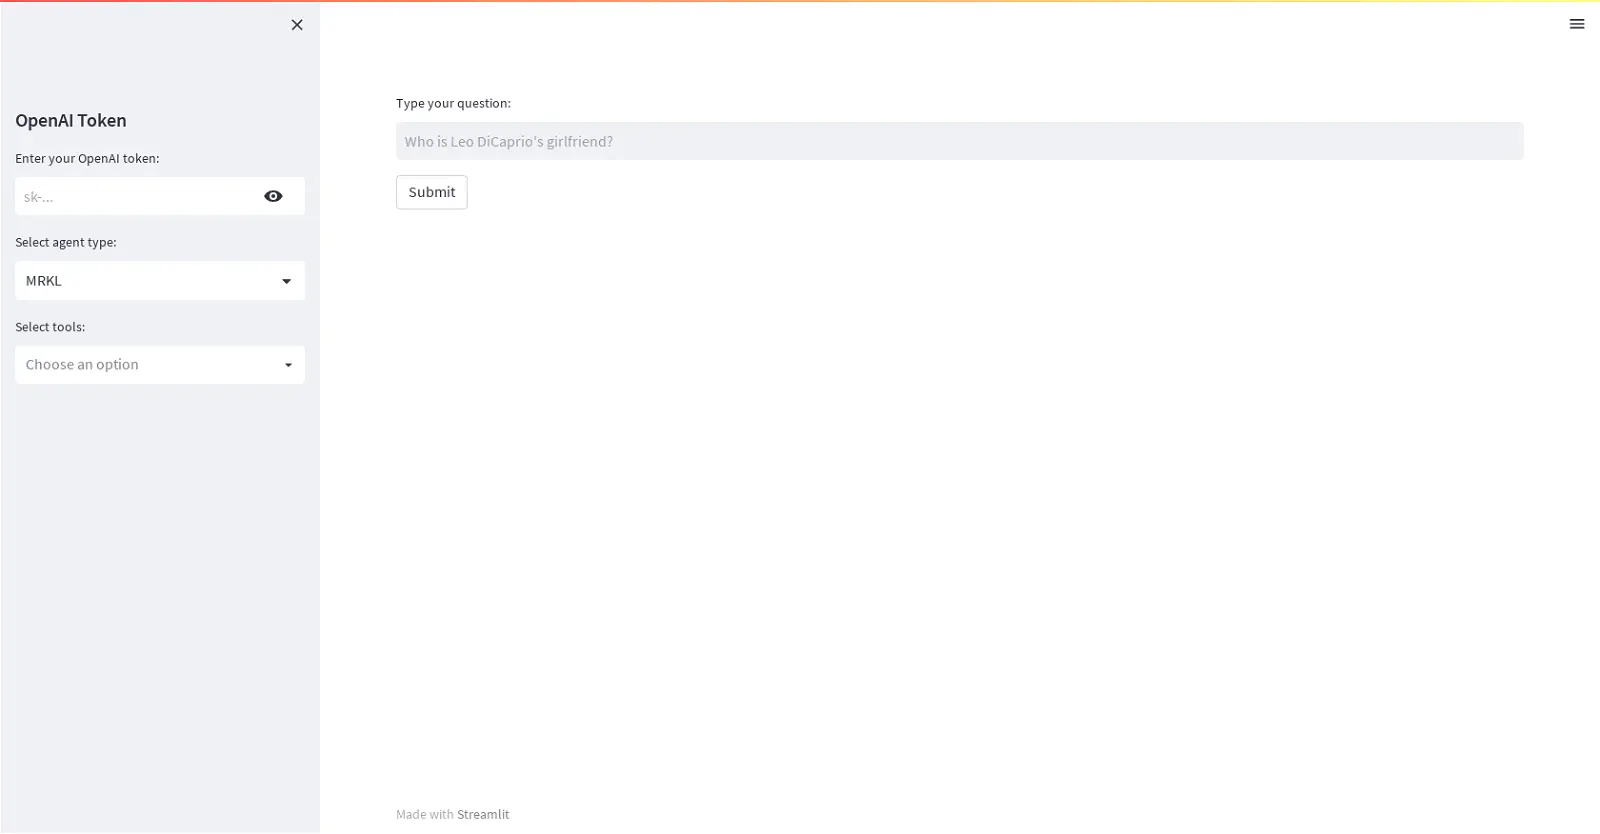 OpenAI Token
Enter your OpenAI token:
sk-...
Select agent type:
MRKL
Select tools:
Choose an option
Type your question:
Who is Leo DiCaprio's girlfriend?
Submit
Made with Streamlit